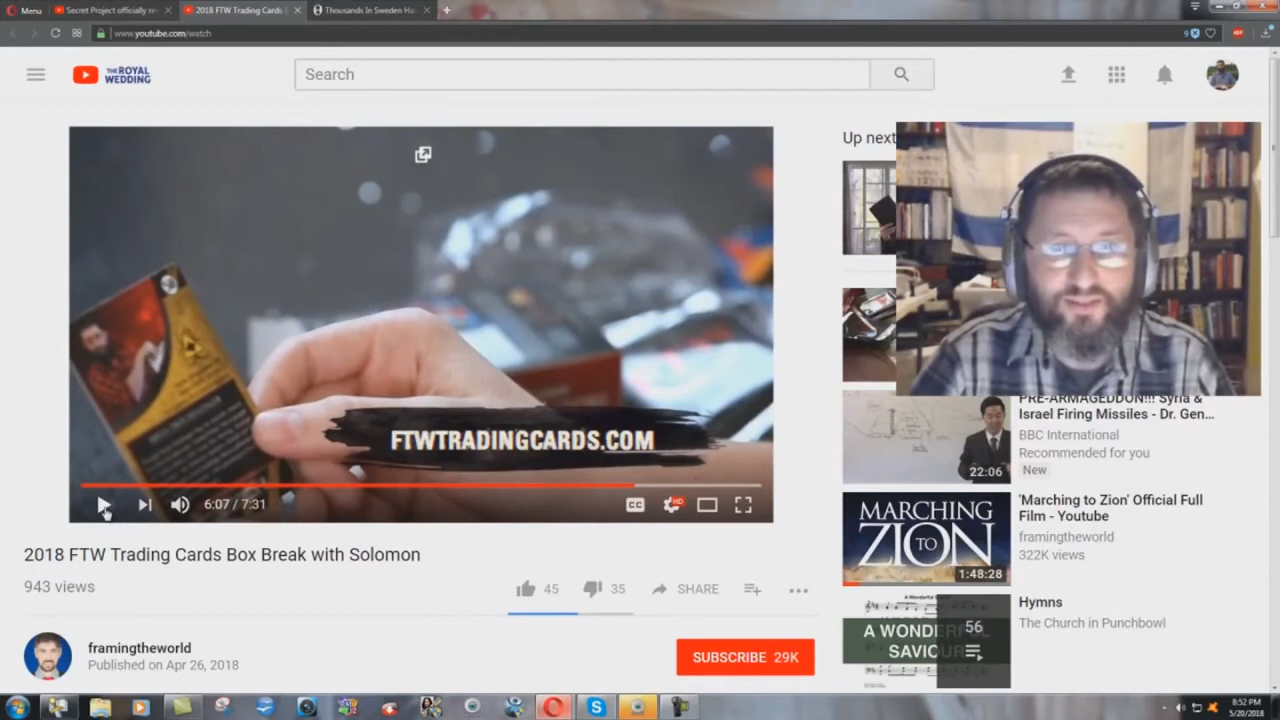 Menu
Secret Project officially re
2018 FTW Trading Cards B
Thousands In Sweden Ha
www.youtube.com/watch
9
ABP
THE ROYAL
WEDDING
Search
Up next
FTWTRADINGCARDS.COM
6:07 / 7:31
CC
HD
2018 FTW Trading Cards Box Break with Solomon
943 views
45
35
SHARE
framingtheworld
Published on Apr 26, 2018
SUBSCRIBE 29K
PRE-ARMAGEDDON!!! Syria &
Israel Firing Missiles - Dr. Gen...
BBC International
Recommended for you
New
22:06
MARCHING
TO
ZION
1:48:28
'Marching to Zion' Official Full
Film - Youtube
framingtheworld
322K views
A WONDERFUL
SAVIOUR
56
Hymns
The Church in Punchbowl
8:52 PM
5/20/2018